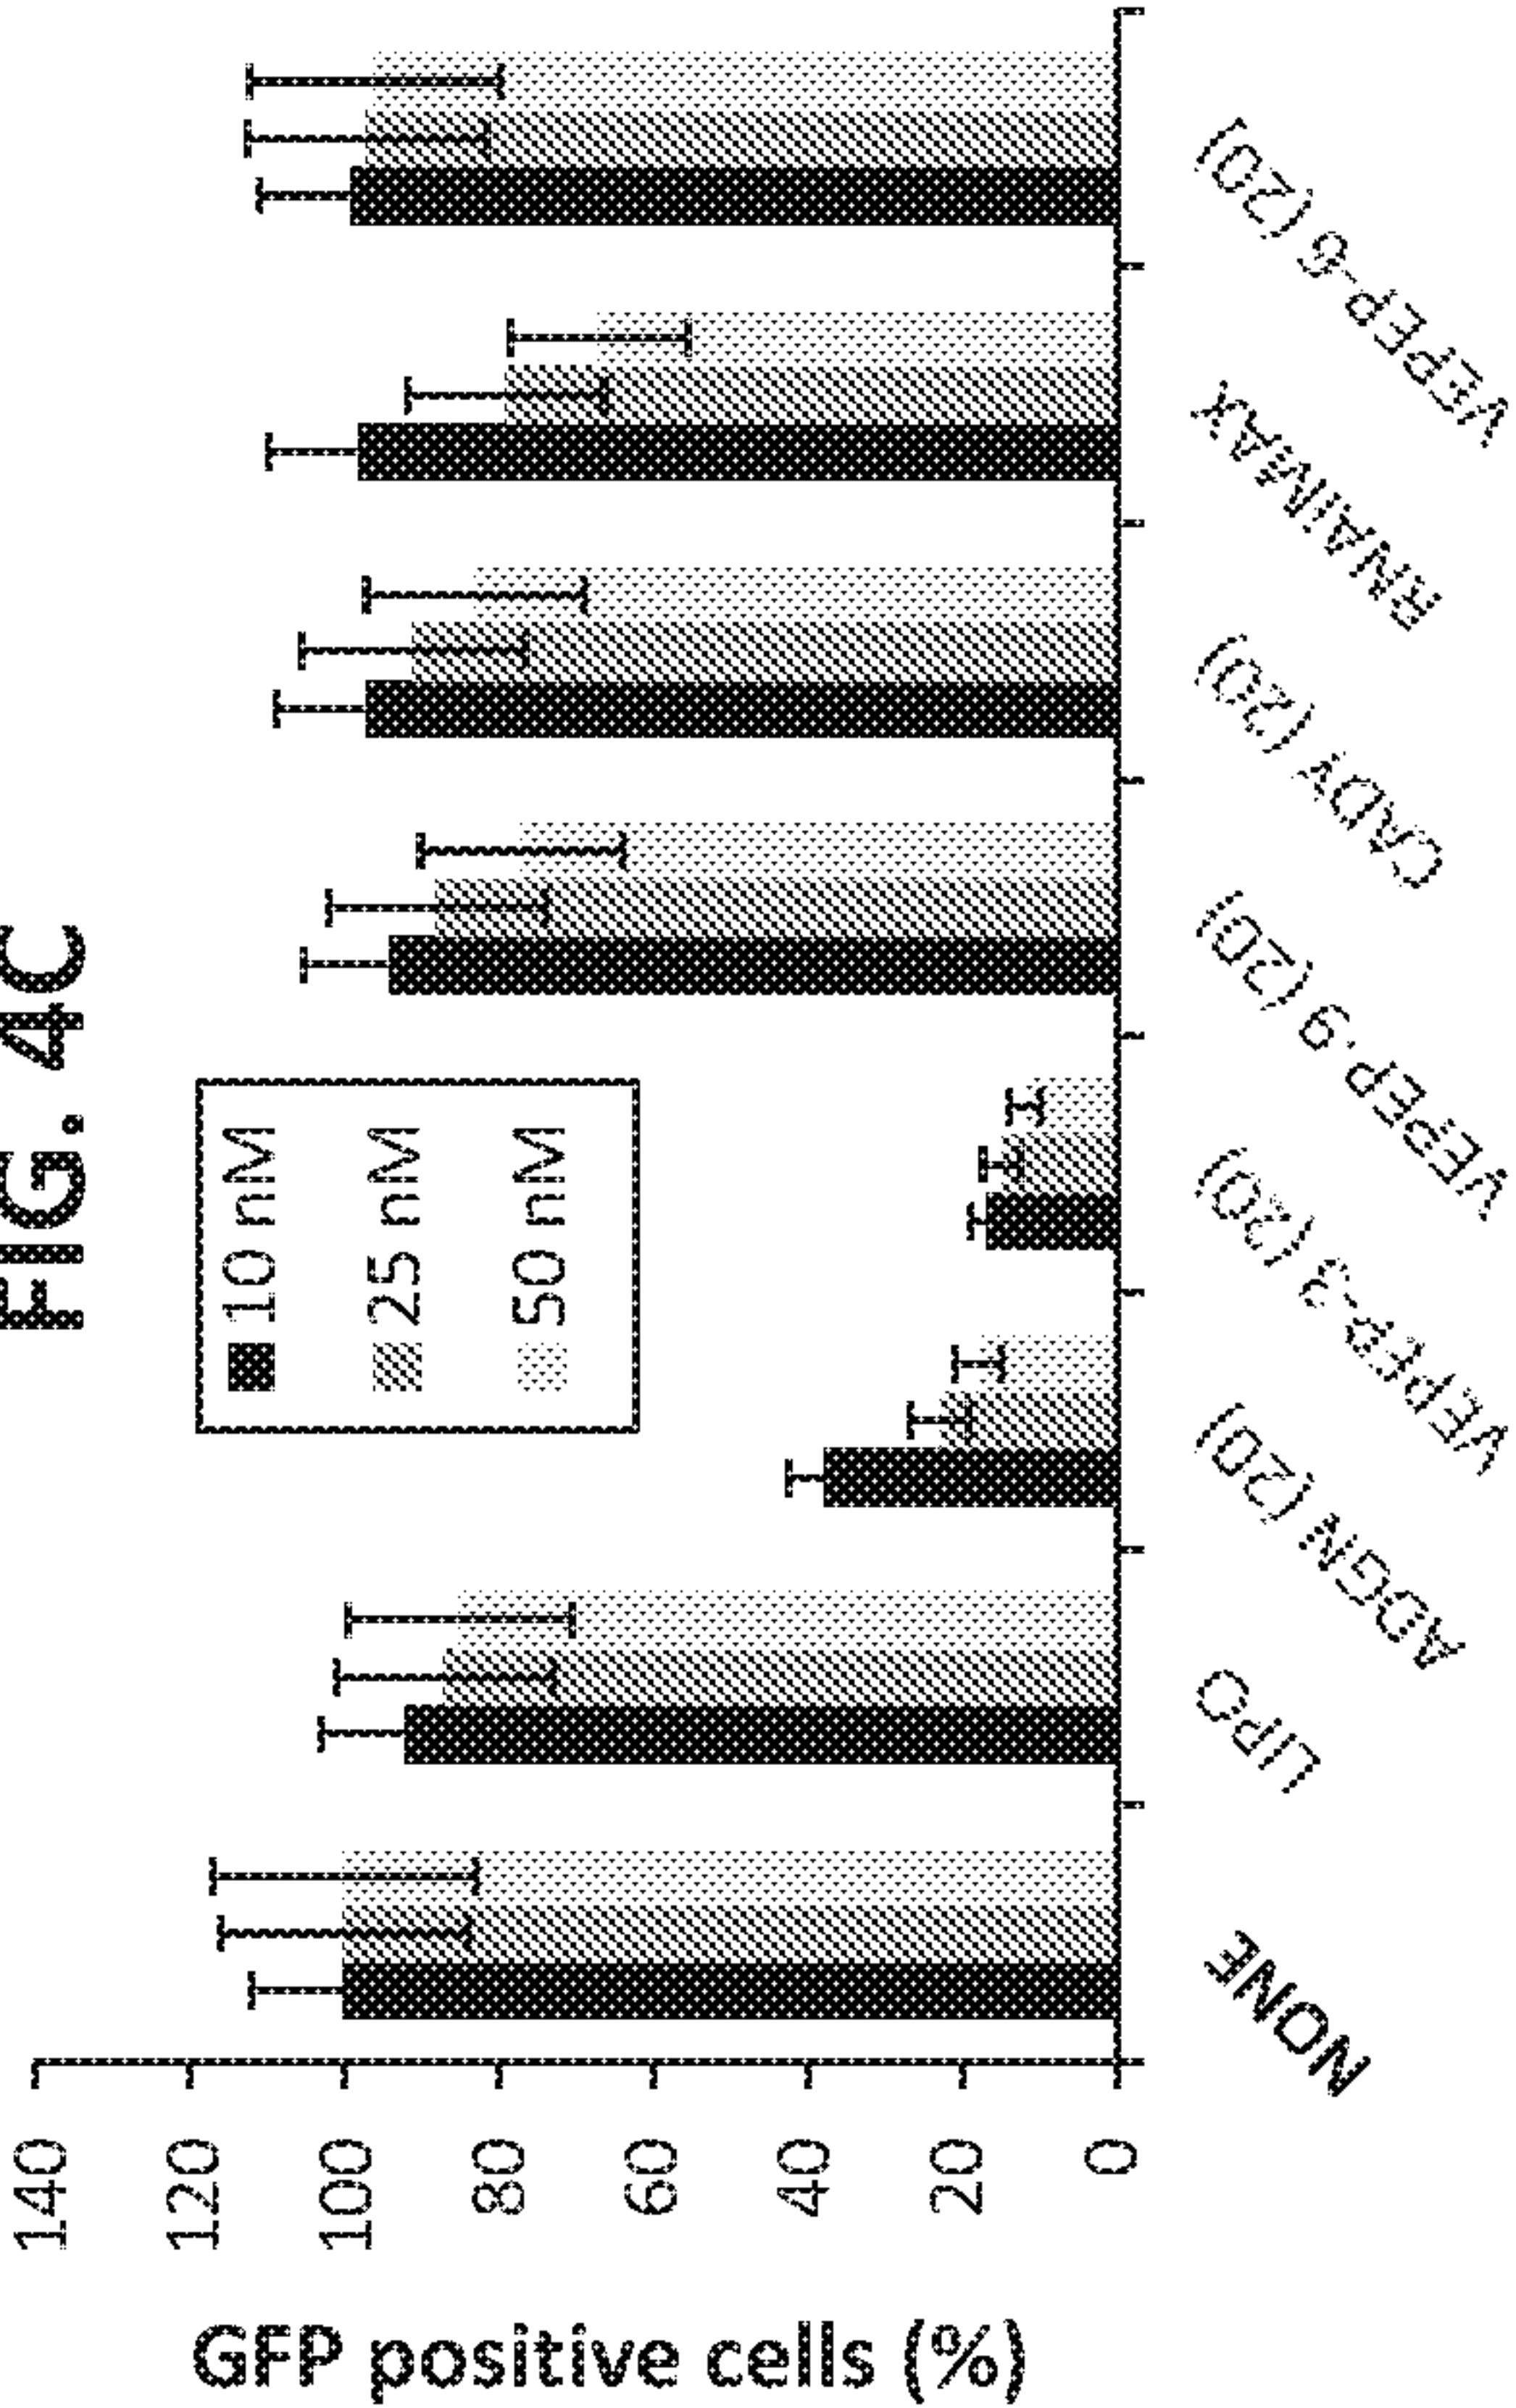 FIG. 4C
GFP positive cells (%)
140
120
100
80
60
40
20
0
10 nM
25 nM
50 nM
NONE
LIPO
ADGN (20)
VEPEP-3 (20)
VEPEP.9 (20)
CADY (20)
RNAiMAX
VEPEP-6 (20)